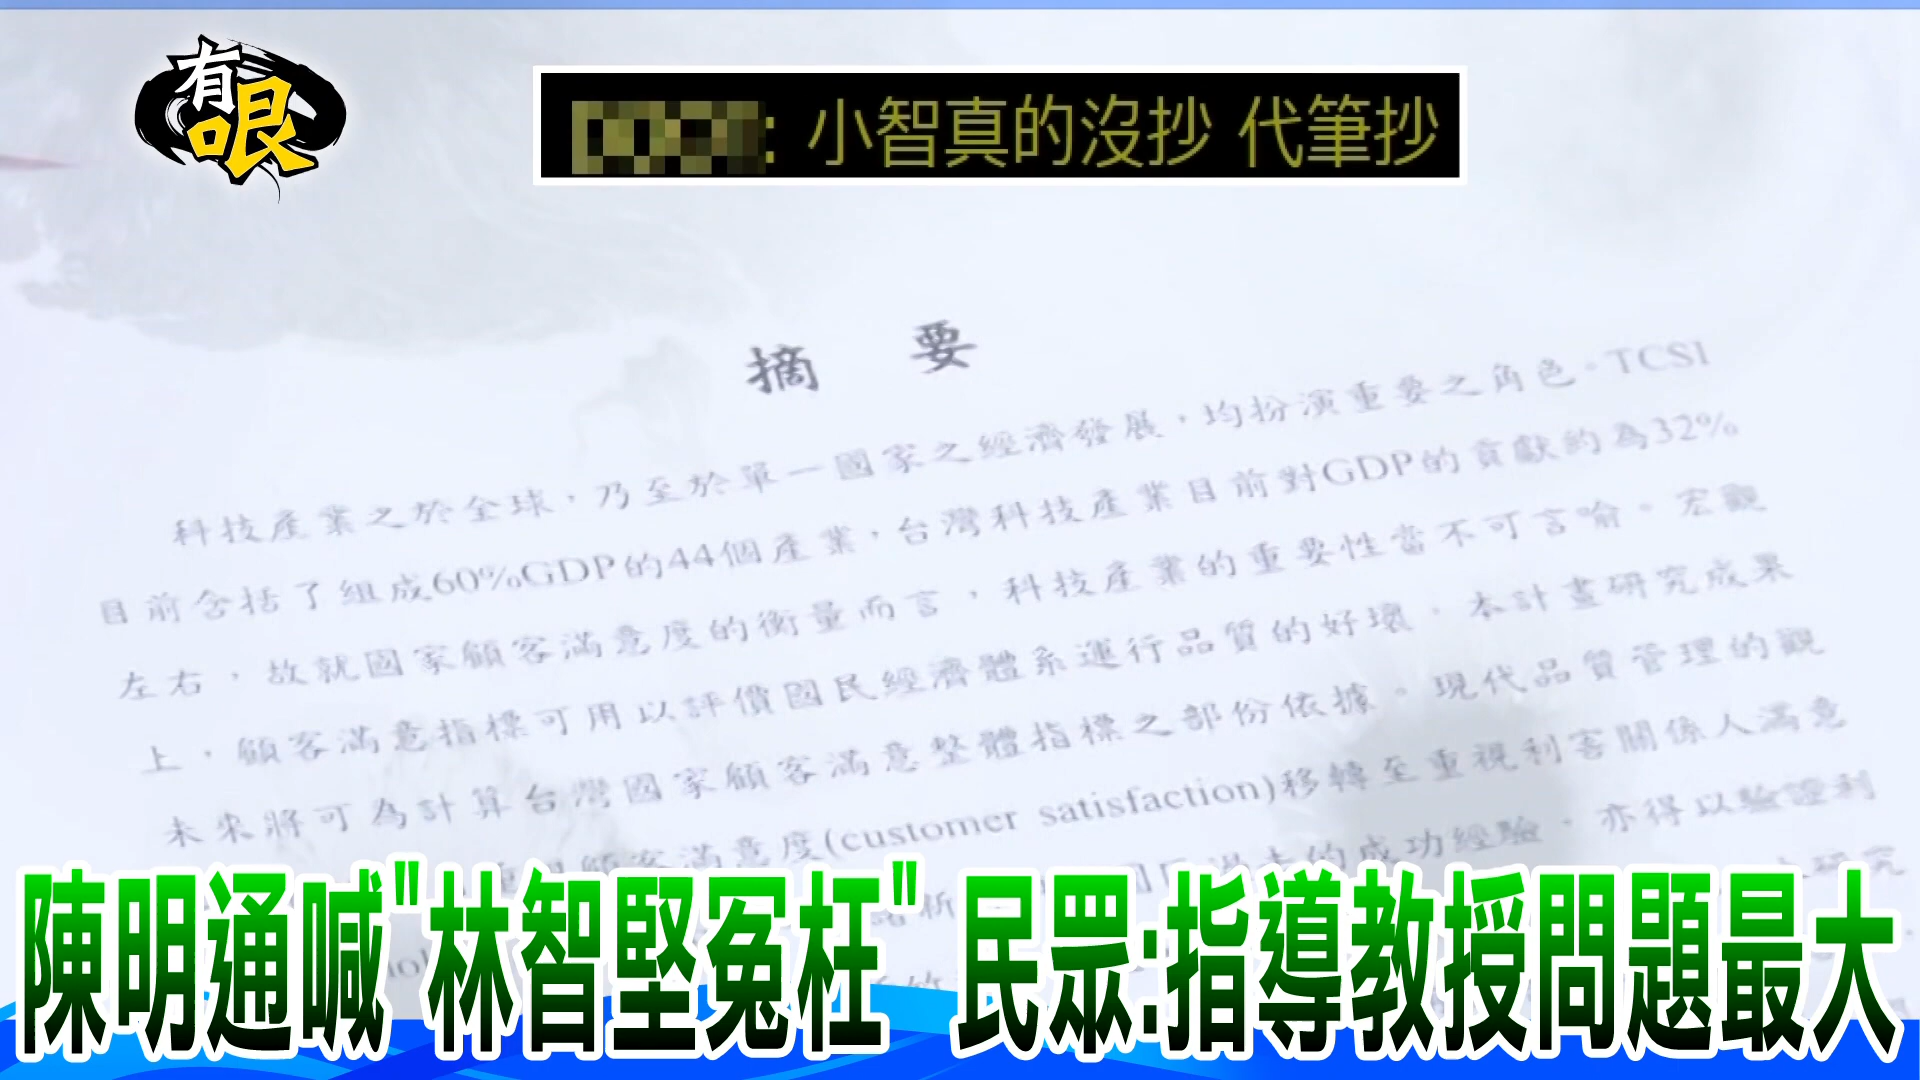 有哏
小智真的沒抄 代筆抄
摘 要
科技產業之於全球，乃至於單一國家之經濟發展，均扮演重要之角色。TCSI
目前含括了組成60%GDP的44個產業，台灣科技產業目前對GDP的貢獻約為32%
左右，故就國家顧客滿意度的衡量而言，科技產業的重要性當不可言喻。宏觀
上，顧客滿意指標可用以評價國民經濟體系運行品質的好壞。本計畫研究成果
未來將可為計算台灣國家顧客滿意整體指標之部份依據。現代品質管理的觀
顧客滿意度(customer satisfaction)移轉至重視利害關係人滿意
過去的成功經驗，亦得以驗證利
研究
陳明通喊"林智堅冤枉" 民眾:指導教授問題最大